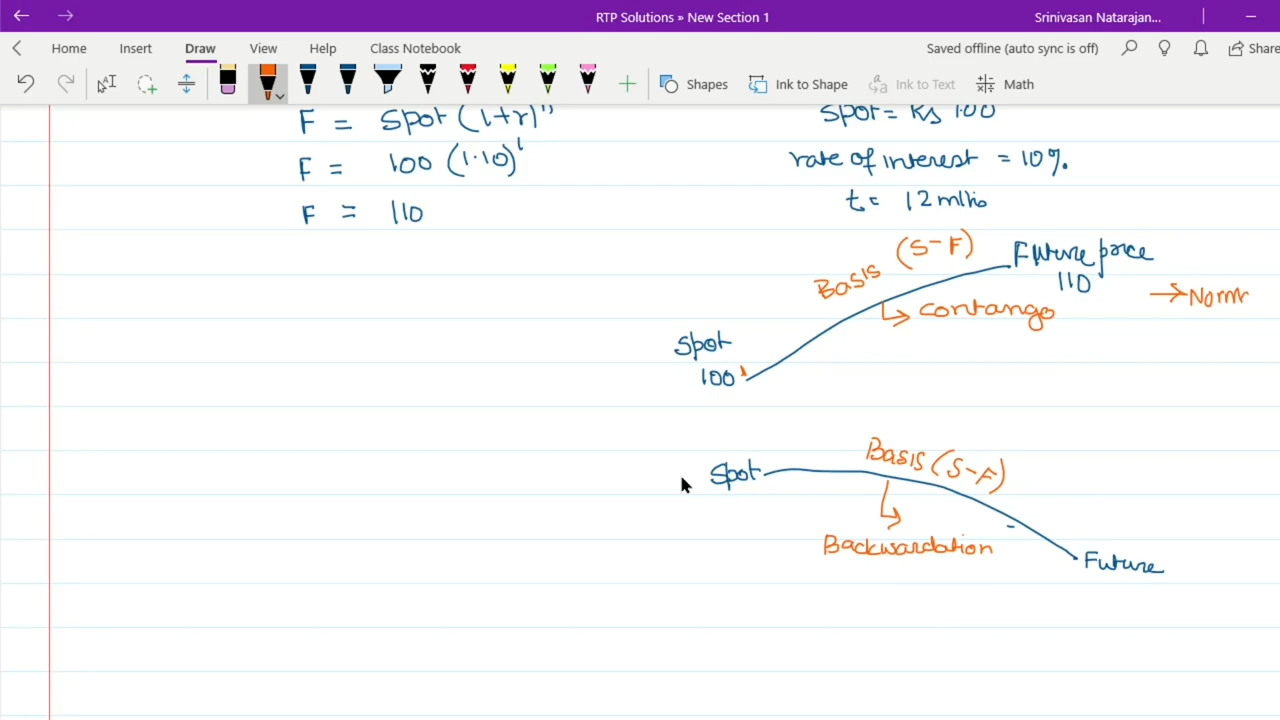 RTP Solutions » New Section 1
Srinivasan Natarajan...
Home Insert Draw View Help Class Notebook
Saved offline (auto sync is off)
Share
Shapes Ink to Shape Ink to Text Math
F = Spot (1+r)^n
F = 100 (1.10)^1
F = 110
Spot = Rs 100
rate of interest = 10%.
t = 12 mths
Basis (S-F)
Future price
110
→ Norm
↳ Contango
Spot
100
Basis (S-F)
Spot
Backwardation
Future